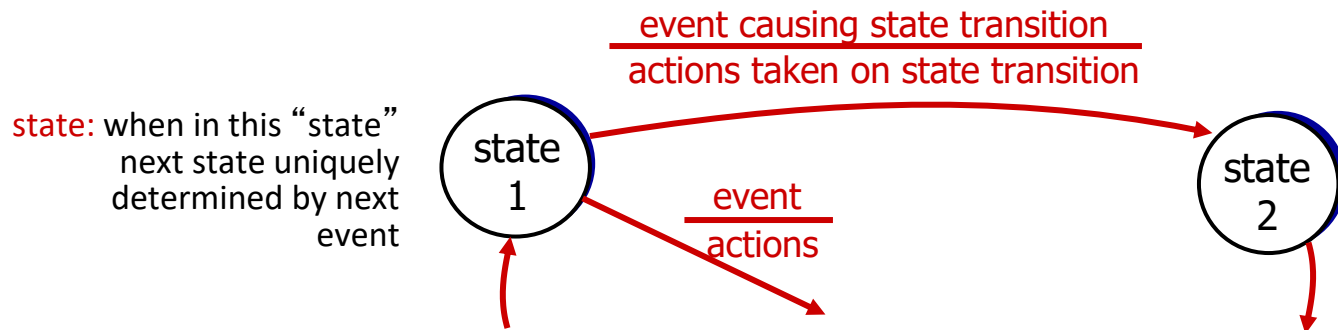 event causing state transition
actions taken on state transition
state: when in this “state”
next state uniquely
determined by next
event
state
1
event
actions
state
2